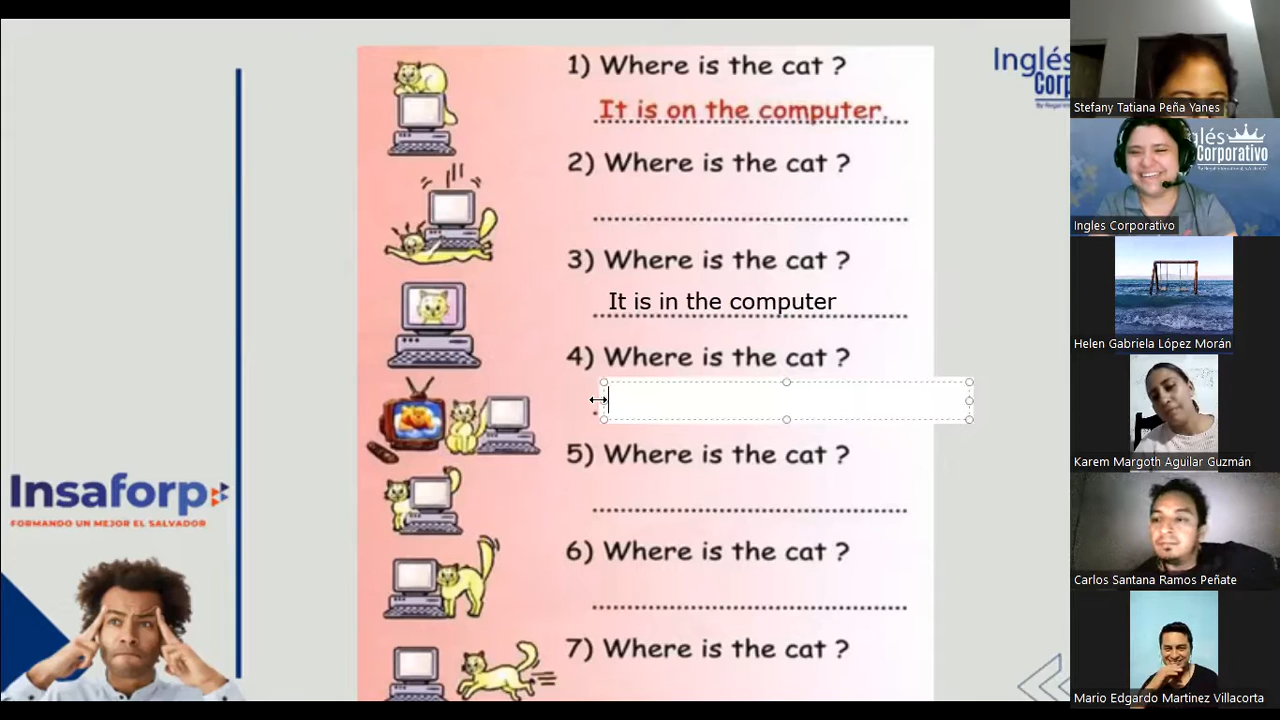 1) Where is the cat ?
It is on the computer.
2) Where is the cat ?
3) Where is the cat ?
It is in the computer
4) Where is the cat ?
5) Where is the cat ?
6) Where is the cat ?
7) Where is the cat ?
Insaforp
FORMANDO UN MEJOR EL SALVADOR
Inglés
Corp
Stefany Tatiana Peña Yanes
glés
Corporativo
Ingles Corporativo
Helen Gabriela López Morán
Karem Margoth Aguilar Guzmán
Carlos Santana Ramos Peñate
Mario Edgardo Martinez Villacorta